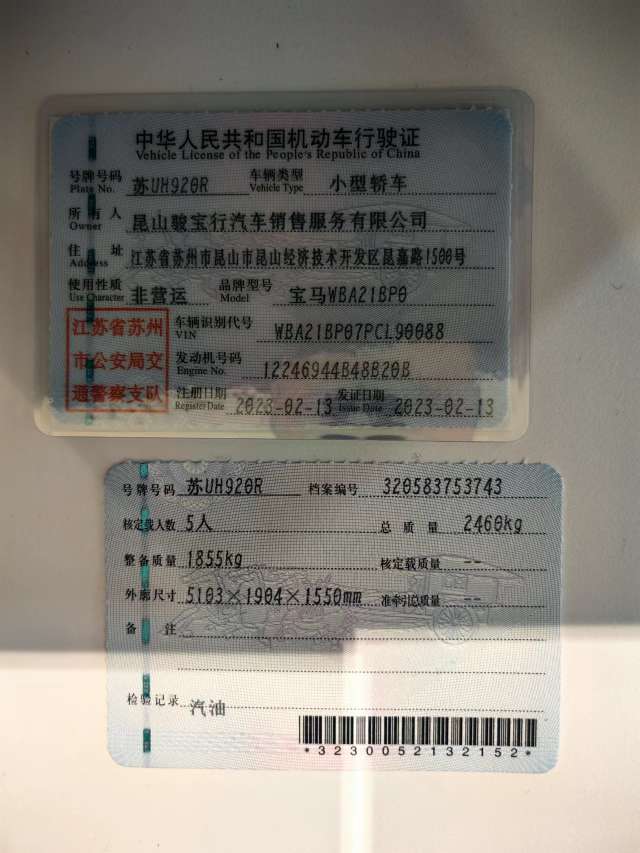 中华人民共和国机动车行驶证
Vehicle License of the People's Republic of China
号牌号码 Plate No. 苏UH920R 车辆类型 Vehicle Type 小型轿车
所有人 Owner 昆山骏宝行汽车销售服务有限公司
住址 Address 江苏省苏州市昆山市昆山经济技术开发区昆嘉路1500号
使用性质 Use Character 非营运 品牌型号 Model 宝马WBA21BP0
江苏省苏州
市公安局交
通警察支队
车辆识别代号 VIN WBA21BP07PCL90088
发动机号码 Engine No. 12246944B48B20B
注册日期 Register Date 2023-02-13 发证日期 Issue Date 2023-02-13
号牌号码 苏UH920R 档案编号 320583753743
核定载人数 5人 总质量 2460kg
整备质量 1855kg 核定载质量 --
外廓尺寸 5103×1904×1550mm 准牵引总质量 --
备注
检验记录 汽油
*3230052132152*